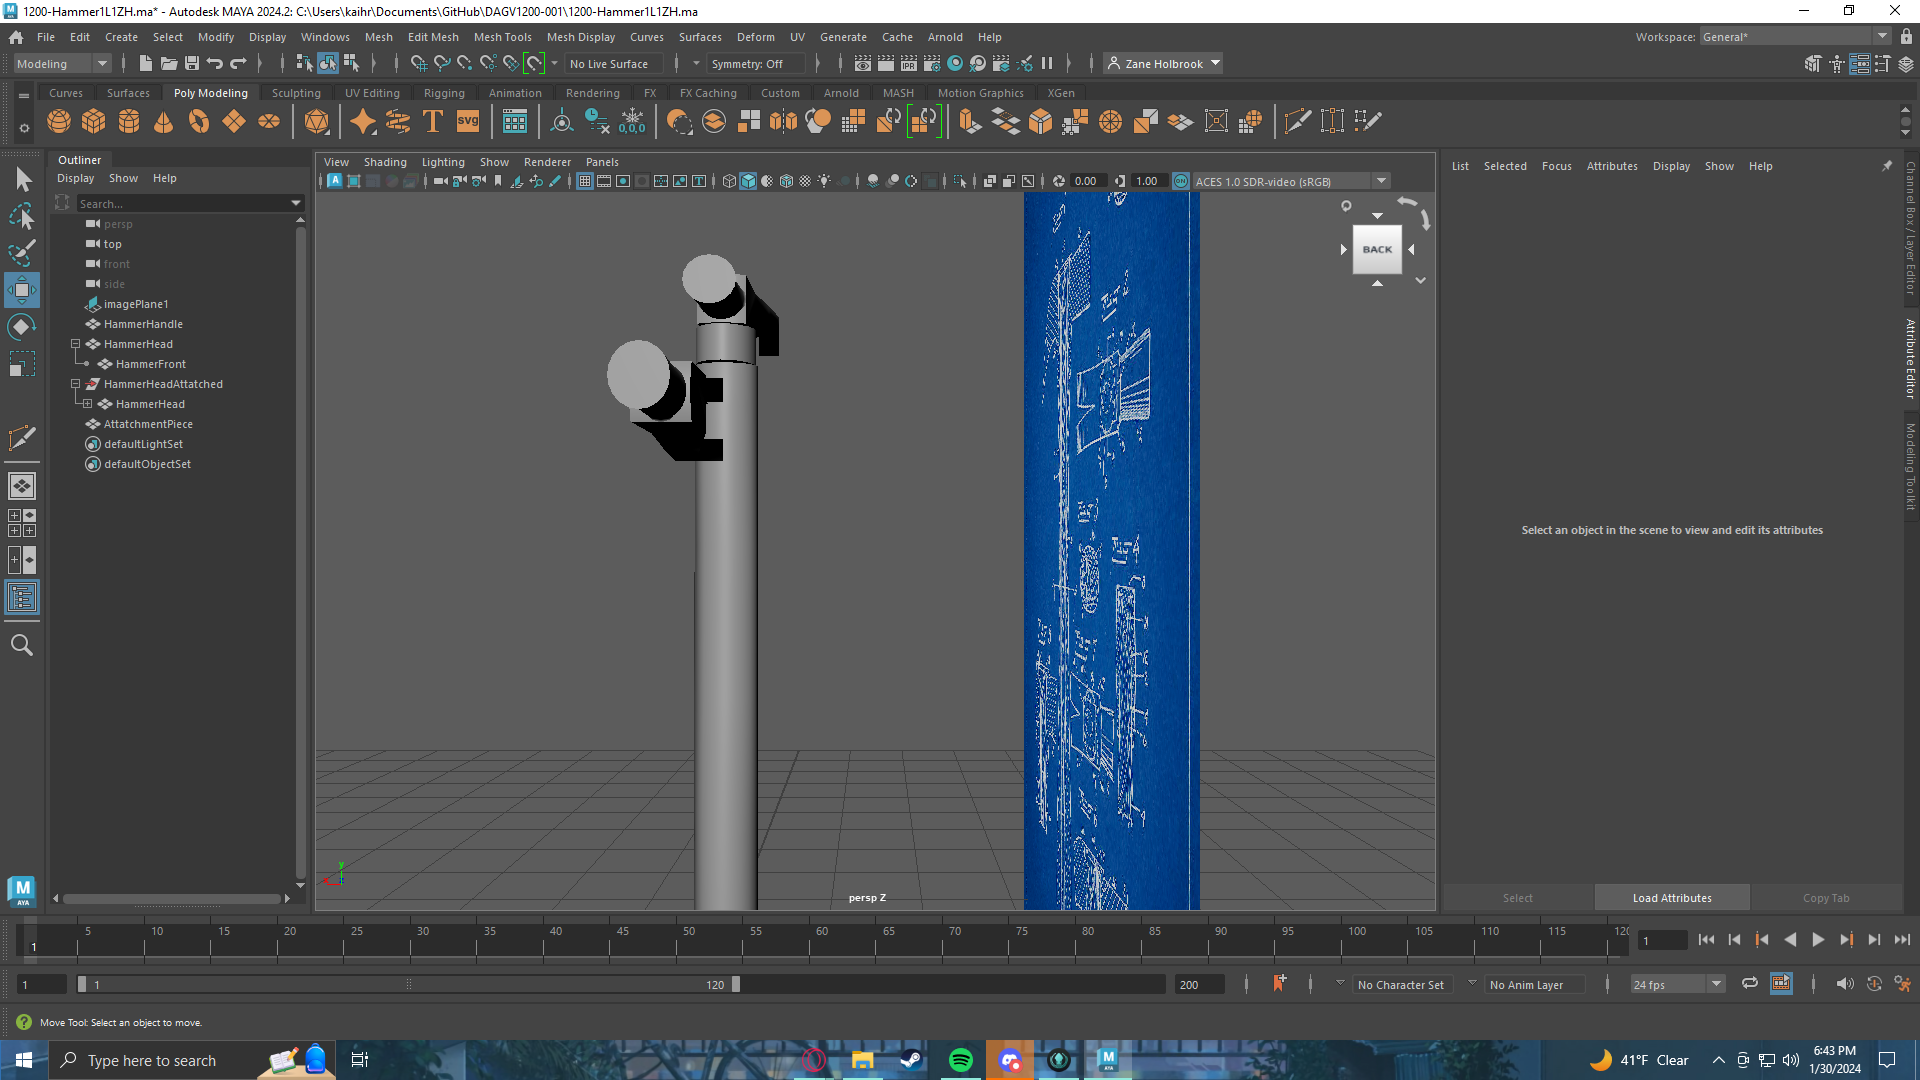 1200-Hammer1L1ZH.ma* - Autodesk MAYA 2024.2: C:\Users\kaihr\Documents\GitHub\DAGV1200-001\1200-Hammer1L1ZH.ma
File Edit Create Select Modify Display Windows Mesh Edit Mesh Mesh Tools Mesh Display Curves Surfaces Deform UV Generate Cache Arnold Help
Workspace: General*
Modeling
No Live Surface
Symmetry: Off
IPR
Zane Holbrook
Curves Surfaces Poly Modeling Sculpting UV Editing Rigging Animation Rendering FX FX Caching Custom Arnold MASH Motion Graphics XGen
T
SVG
0,0,0
Outliner
Display Show Help
Search...
persp
top
front
side
imagePlane1
HammerHandle
HammerHead
HammerFront
HammerHeadAttatched
HammerHead
AttatchmentPiece
defaultLightSet
defaultObjectSet
View Shading Lighting Show Renderer Panels
0.00
1.00
ACES 1.0 SDR-video (sRGB)
BACK
y
persp Z
List Selected Focus Attributes Display Show Help
Select an object in the scene to view and edit its attributes
Select
Load Attributes
Copy Tab
Channel Box / Layer Editor
Attribute Editor
Modeling Toolkit
M
AYA
1 5 10 15 20 25 30 35 40 45 50 55 60 65 70 75 80 85 90 95 100 105 110 115 120
1
1
1
120
200
No Character Set
No Anim Layer
24 fps
Move Tool: Select an object to move.
Type here to search
41°F Clear
6:43 PM
1/30/2024